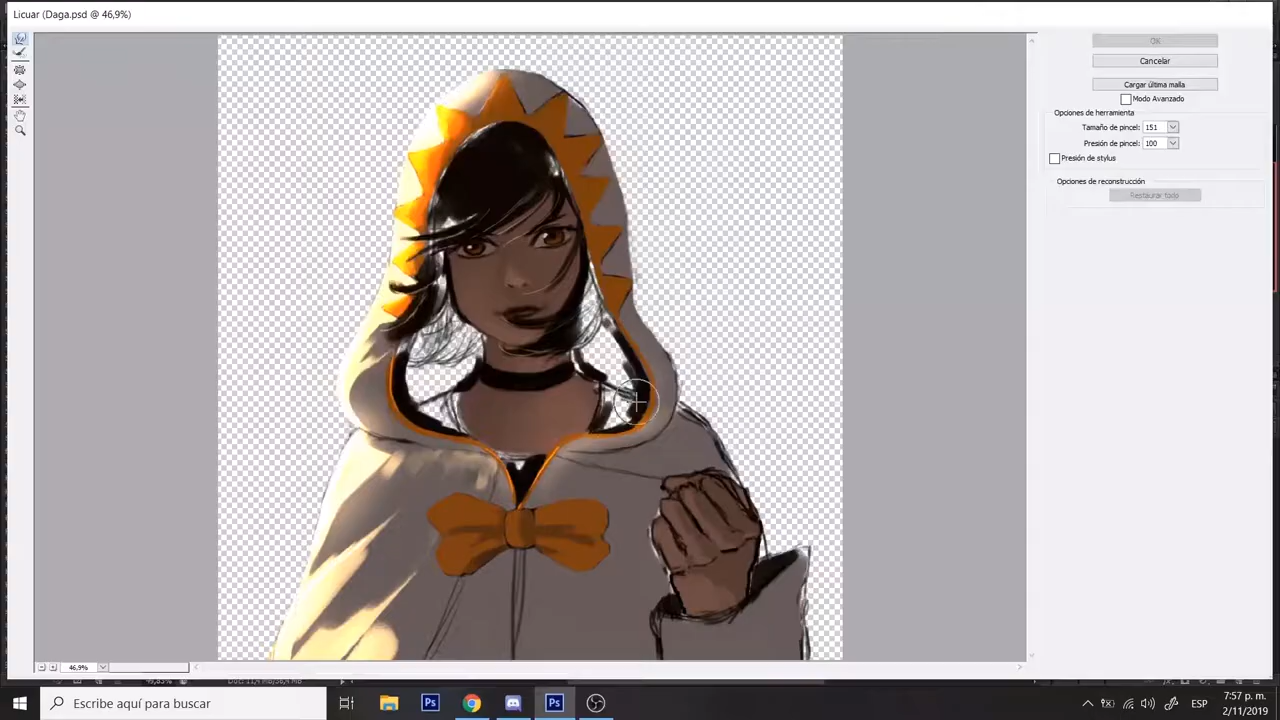 Licuar (Daga.psd @ 46,9%)
OK
Cancelar
Cargar última malla
Modo Avanzado
Opciones de herramienta
Tamaño de pincel: 151
Presión de pincel: 100
Presión de stylus
Opciones de reconstrucción
Restaurar todo
46,9%
Escribe aquí para buscar
ESP
7:57 p. m.
2/11/2019